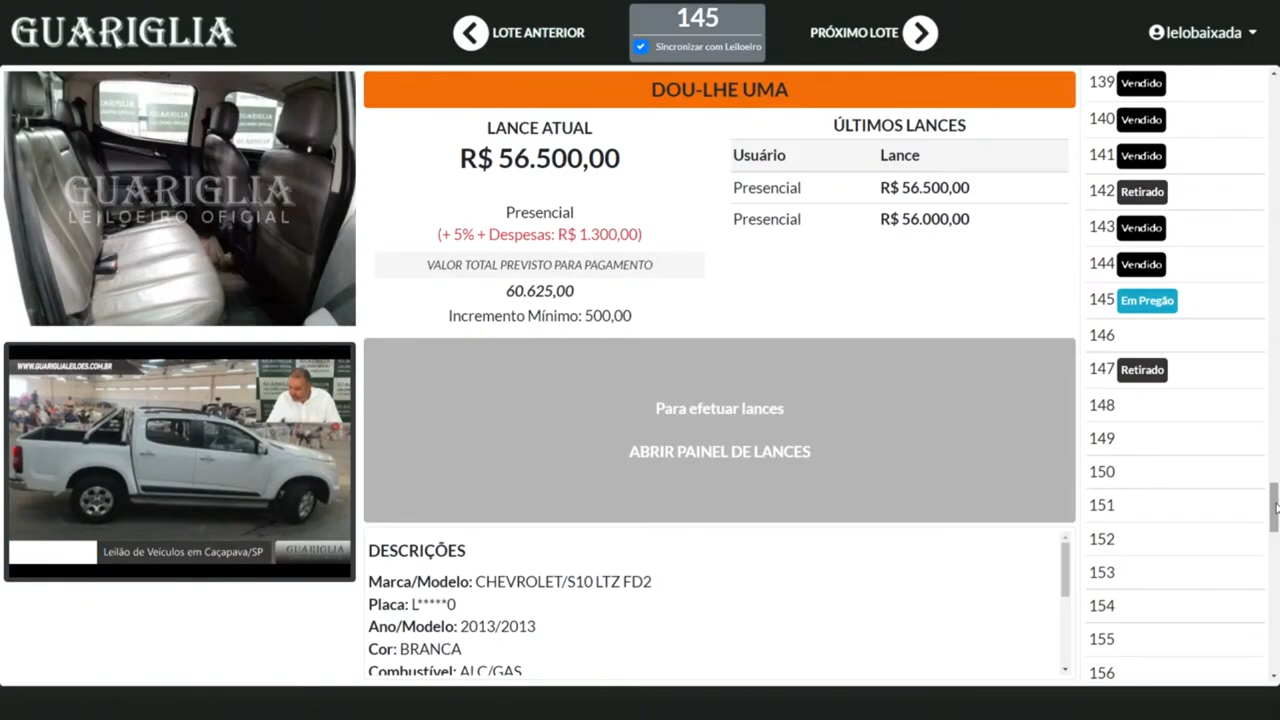 GUARIGLIA
LOTE ANTERIOR
145
Sincronizar com Leiloeiro
PRÓXIMO LOTE
lelobaixada
GUARIGLIA
LEILOEIRO OFICIAL
DOU-LHE UMA
LANCE ATUAL
R$ 56.500,00
Presencial
(+ 5% + Despesas: R$ 1.300,00)
VALOR TOTAL PREVISTO PARA PAGAMENTO
60.625,00
Incremento Mínimo: 500,00
ÚLTIMOS LANCES
Usuário Lance
Presencial R$ 56.500,00
Presencial R$ 56.000,00
WWW.GUARIGLIALEILOES.COM.BR
Leilão de Veículos em Caçapava/SP
GUARIGLIA
Para efetuar lances
ABRIR PAINEL DE LANCES
DESCRIÇÕES
Marca/Modelo: CHEVROLET/S10 LTZ FD2
Placa: L*****0
Ano/Modelo: 2013/2013
Cor: BRANCA
Combustível: ALC/GAS
139 Vendido
140 Vendido
141 Vendido
142 Retirado
143 Vendido
144 Vendido
145 Em Pregão
146
147 Retirado
148
149
150
151
152
153
154
155
156